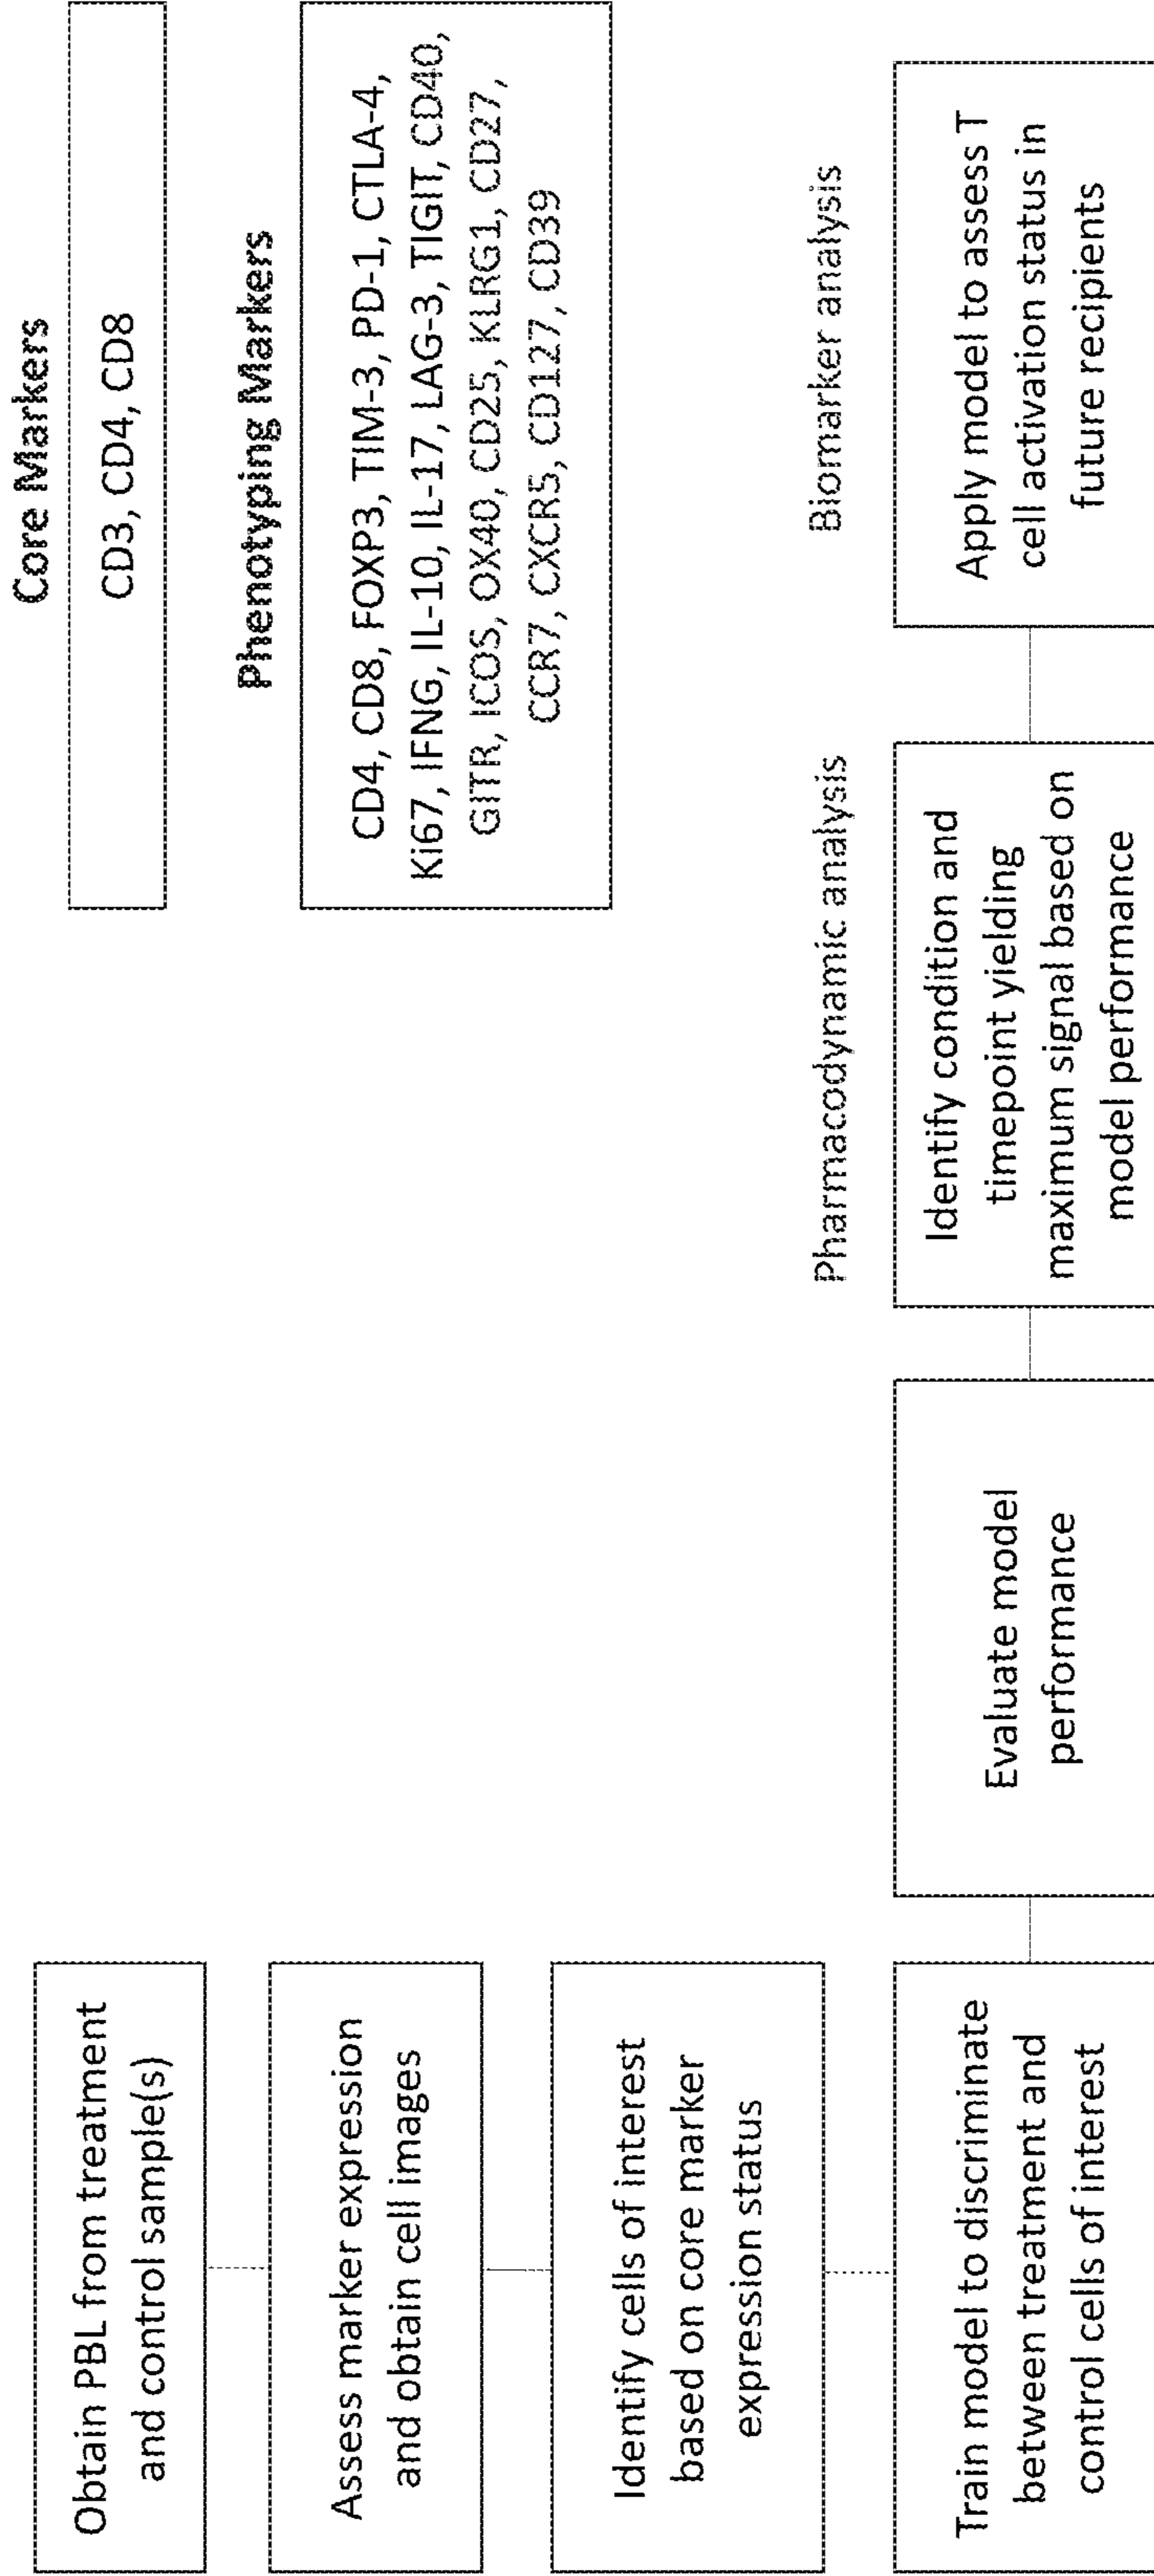 Obtain PBL from treatment
and control sample(s)
Assess marker expression
and obtain cell images
Identify cells of interest
based on core marker
expression status
Train model to discriminate
between treatment and
control cells of interest
Evaluate model
performance
Pharmacodynamic analysis
Identify condition and
timepoint yielding
maximum signal based on
model performance
Biomarker analysis
Apply model to assess T
cell activation status in
future recipients
Core Markers
CD3, CD4, CD8
Phenotyping Markers
CD4, CD8, FOXP3, TIM-3, PD-1, CTLA-4,
Ki67, IFNG, IL-10, IL-17, LAG-3, TIGIT, CD40,
GITR, ICOS, OX40, CD25, KLRG1, CD27,
CCR7, CXCR5, CD127, CD39